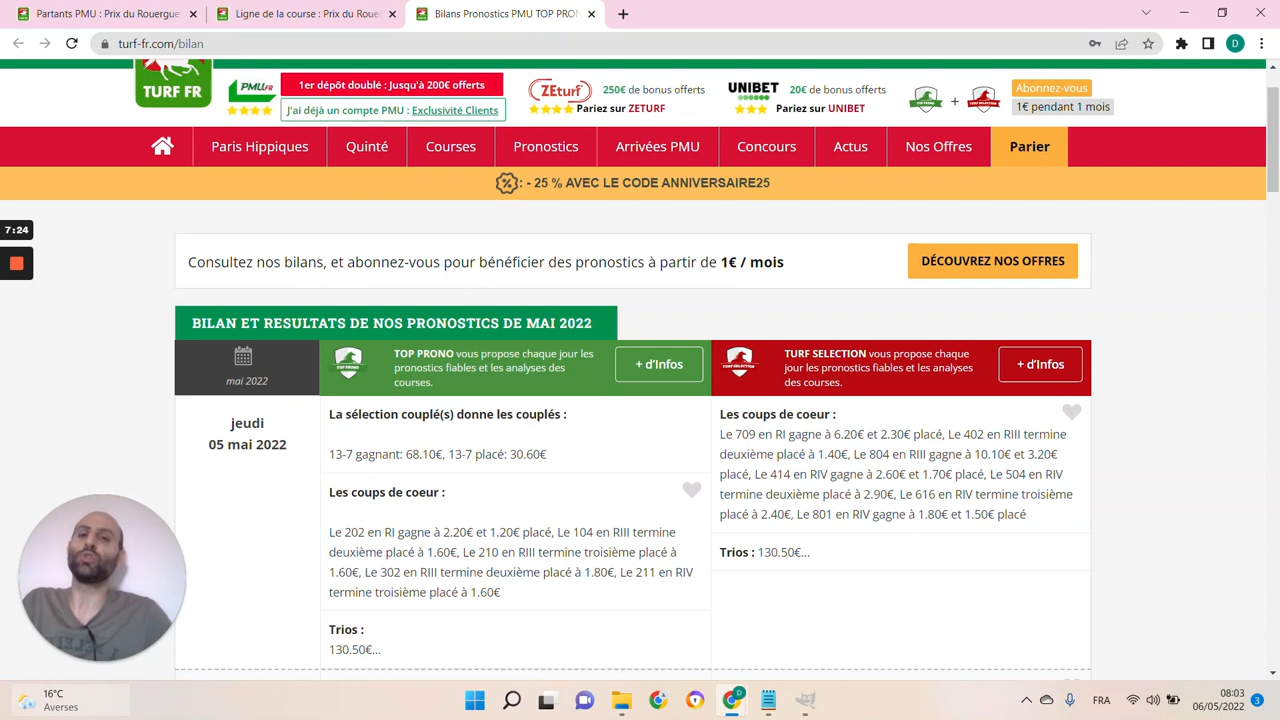 Partants PMU : Prix du Rouergue
Ligne de la course : Prix du Roue
Bilans Pronostics PMU TOP PRON
turf-fr.com/bilan
D
TURF FR
PMU.FR
1er dépôt doublé : Jusqu'à 200€ offerts
J'ai déjà un compte PMU : Exclusivité Clients
ZEturf
250€ de bonus offerts
Pariez sur ZETURF
UNIBET
20€ de bonus offerts
Pariez sur UNIBET
+
Abonnez-vous
1€ pendant 1 mois
Paris Hippiques
Quinté
Courses
Pronostics
Arrivées PMU
Concours
Actus
Nos Offres
Parier
: - 25 % AVEC LE CODE ANNIVERSAIRE25
7:24
Consultez nos bilans, et abonnez-vous pour bénéficier des pronostics à partir de 1€ / mois
DÉCOUVREZ NOS OFFRES
BILAN ET RESULTATS DE NOS PRONOSTICS DE MAI 2022
mai 2022
TOP PRONO
TOP PRONO vous propose chaque jour les
pronostics fiables et les analyses des
courses.
+ d'Infos
TURF SELECTION
TURF SELECTION vous propose chaque
jour les pronostics fiables et les analyses
des courses.
+ d'Infos
jeudi
05 mai 2022
La sélection couplé(s) donne les couplés :
13-7 gagnant: 68.10€, 13-7 placé: 30.60€
Les coups de coeur :
Le 202 en RI gagne à 2.20€ et 1.20€ placé, Le 104 en RIII termine
deuxième placé à 1.60€, Le 210 en RIII termine troisième placé à
1.60€, Le 302 en RIII termine deuxième placé à 1.80€, Le 211 en RIV
termine troisième placé à 1.60€
Trios :
130.50€...
Les coups de coeur :
Le 709 en RI gagne à 6.20€ et 2.30€ placé, Le 402 en RIII termine
deuxième placé à 1.40€, Le 804 en RIII gagne à 10.10€ et 3.20€
placé, Le 414 en RIV gagne à 2.60€ et 1.70€ placé, Le 504 en RIV
termine deuxième placé à 2.90€, Le 616 en RIV termine troisième
placé à 2.40€, Le 801 en RIV gagne à 1.80€ et 1.50€ placé
Trios : 130.50€...
16°C
Averses
D
FRA
08:03
06/05/2022
3